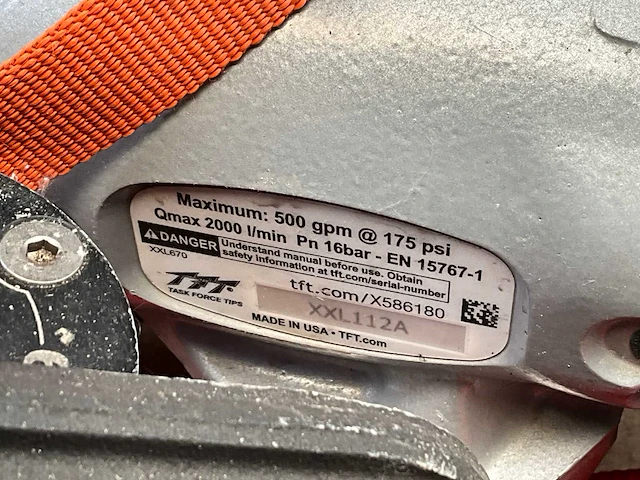 Maximum: 500 gpm @ 175 psi
Qmax 2000 l/min Pn 16bar - EN 15767-1
DANGER Understand manual before use. Obtain
safety information at tft.com/serial-number
XXL670
TFT
TASK FORCE TIPS
tft.com/X586180
XXL112A
MADE IN USA • TFT.com